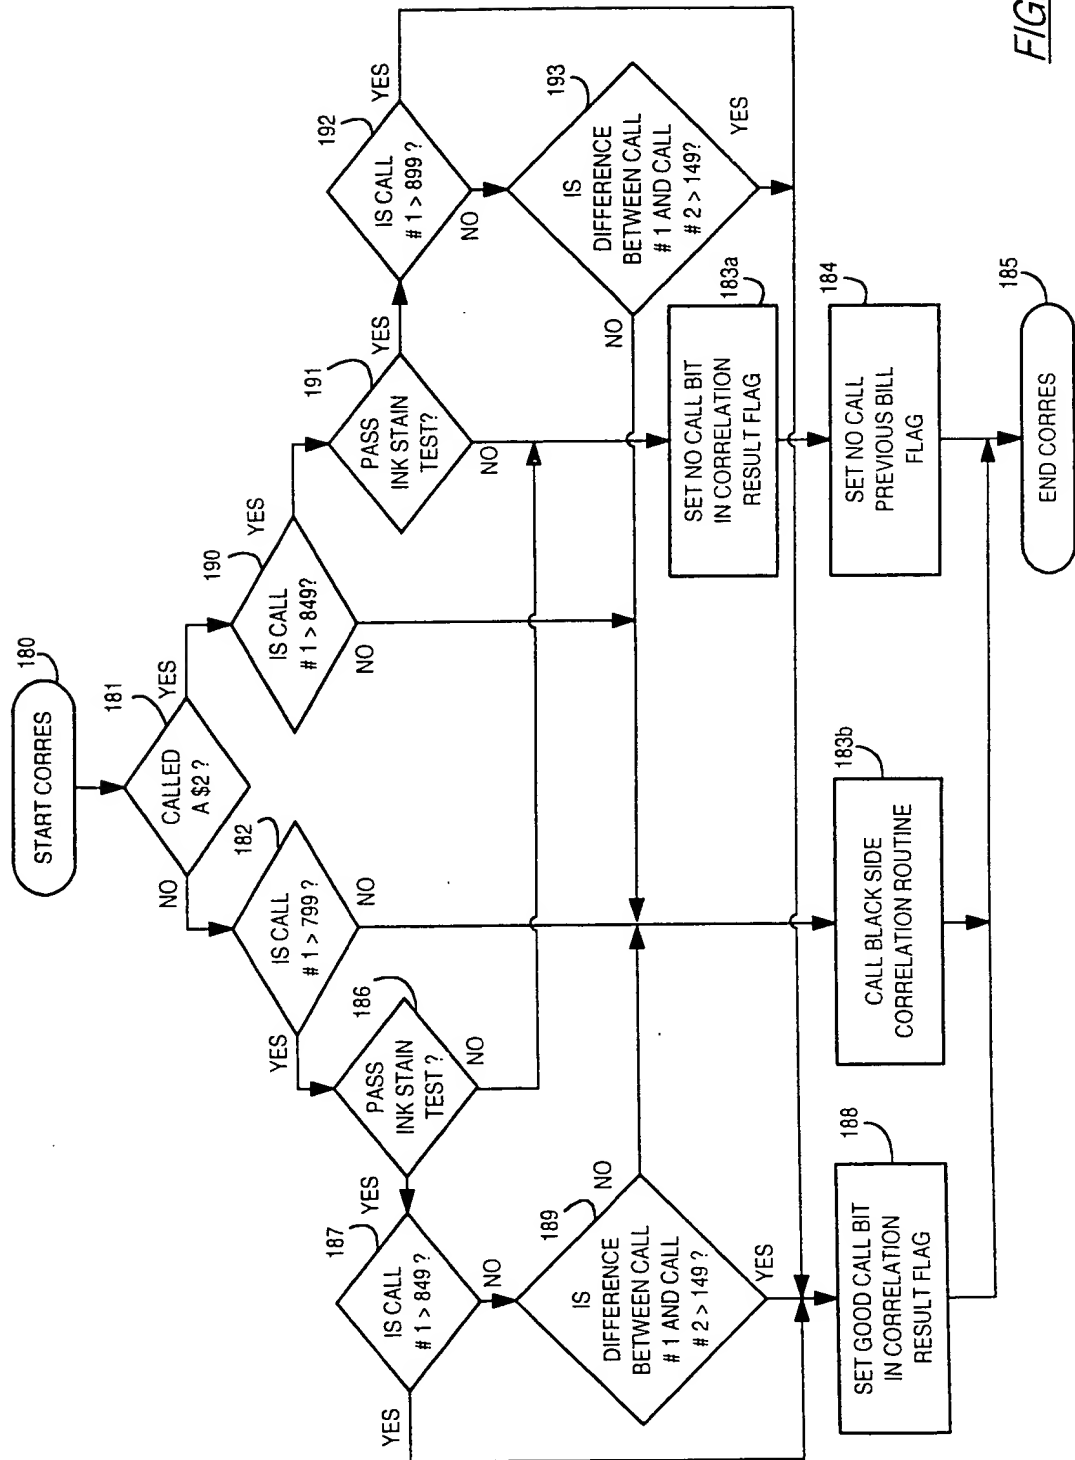 START CORRES
180
CALLED
A $2 ?
181
YES
NO
IS CALL
# 1 > 799 ?
182
YES
NO
IS CALL
# 1 > 849?
190
YES
NO
PASS
INK STAIN
TEST ?
186
YES
NO
PASS
INK STAIN
TEST?
191
YES
NO
IS CALL
# 1 > 849 ?
187
YES
NO
IS CALL
# 1 > 899 ?
192
YES
NO
IS
DIFFERENCE
BETWEEN CALL
# 1 AND CALL
# 2 > 149 ?
189
NO
YES
IS
DIFFERENCE
BETWEEN CALL
# 1 AND CALL
# 2 > 149?
193
NO
YES
SET GOOD CALL BIT
IN CORRELATION
RESULT FLAG
188
CALL BLACK SIDE
CORRELATION ROUTINE
183b
SET NO CALL BIT
IN CORRELATION
RESULT FLAG
183a
SET NO CALL
PREVIOUS BILL
FLAG
184
END CORRES
185
FIG